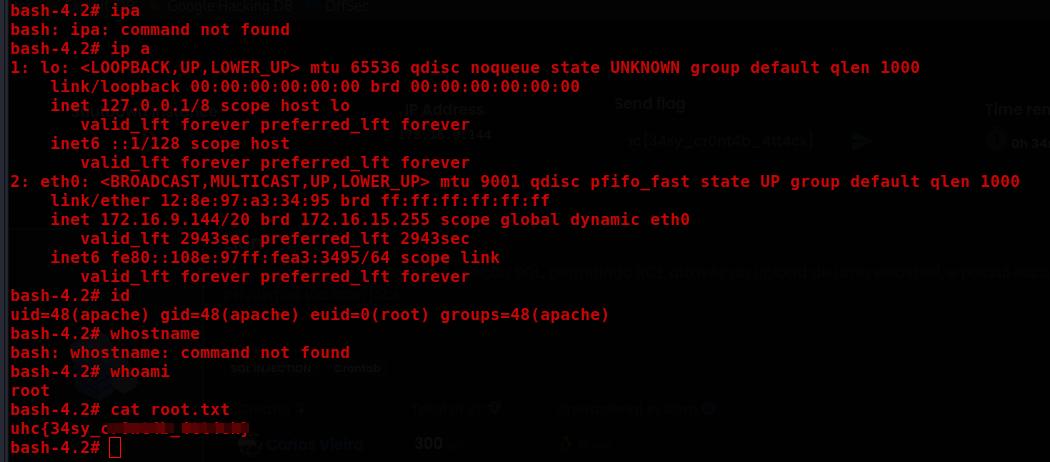 Google Hacking DB OffSec
bash-4.2# ipa
bash: ipa: command not found
bash-4.2# ip a
1: lo: <LOOPBACK,UP,LOWER_UP> mtu 65536 qdisc noqueue state UNKNOWN group default qlen 1000
link/loopback 00:00:00:00:00:00 brd 00:00:00:00:00:00
inet 127.0.0.1/8 scope host lo
IP Address
Send flag
Time
valid_lft forever preferred_lft forever
inet6 ::1/128 scope host
0h
valid_lft forever preferred_lft forever
2: eth0: <BROADCAST,MULTICAST,UP,LOWER_UP> mtu 9001 qdisc pfifo_fast state UP group default qlen 1000
link/ether 12:8e:97:a3:34:95 brd ff:ff:ff:ff:ff:ff
inet 172.16.9.144/20 brd 172.16.15.255 scope global dynamic eth0
valid_lft 2943sec preferred_lft 2943sec
inet6 fe80::108e:97ff:fea3:3495/64 scope link
valid_lft forever preferred_lft forever
bash-4.2# id
uid=48(apache) gid=48(apache) euid=0(root) groups=48(apache)
bash-4.2# whostname
bash: whostname: command not found
bash-4.2# whoami
SQL INJECTION Crontab
root
bash-4.2# cat root.txt
uhc{34sy_
Carlos Vieira 300
bash-4.2#